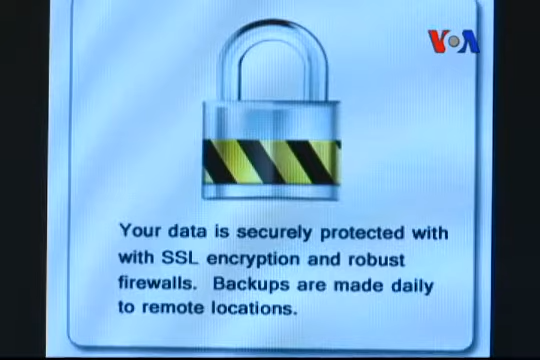 VOA
Your data is securely protected with
with SSL encryption and robust
firewalls. Backups are made daily
to remote locations.